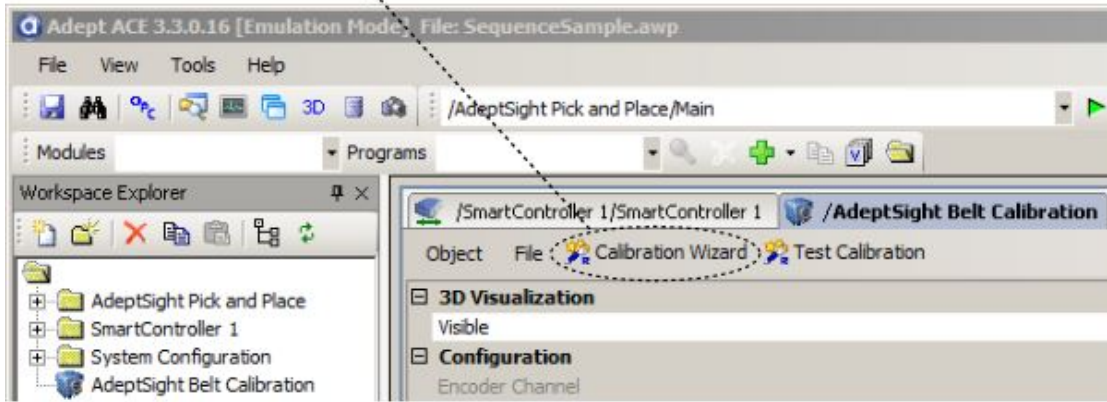 Adept ACE 3.3.0.16 [Emulation Mode] File: SequenceSample.awp
File View Tools Help
OPC 3D /AdeptSight Pick and Place/Main
Modules Programs
Workspace Explorer
/SmartController 1/SmartController 1 /AdeptSight Belt Calibration
Object File Calibration Wizard Test Calibration
3D Visualization
AdeptSight Pick and Place
Visible
SmartController 1
Configuration
System Configuration
Encoder Channel
AdeptSight Belt Calibration